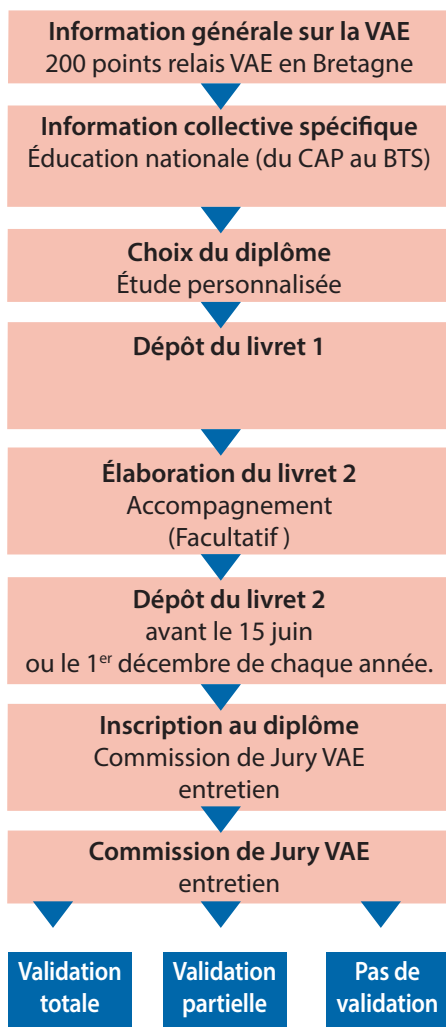 Information générale sur la VAE
200 points relais VAE en Bretagne
Information collective spécifique
Éducation nationale (du CAP au BTS)
Choix du diplôme
Étude personnalisée
Dépôt du livret 1
Élaboration du livret 2
Accompagnement
(Facultatif )
Dépôt du livret 2
avant le 15 juin
ou le 1er décembre de chaque année.
Inscription au diplôme
Commission de Jury VAE
entretien
Commission de Jury VAE
entretien
Validation
totale
Validation
partielle
Pas de
validation